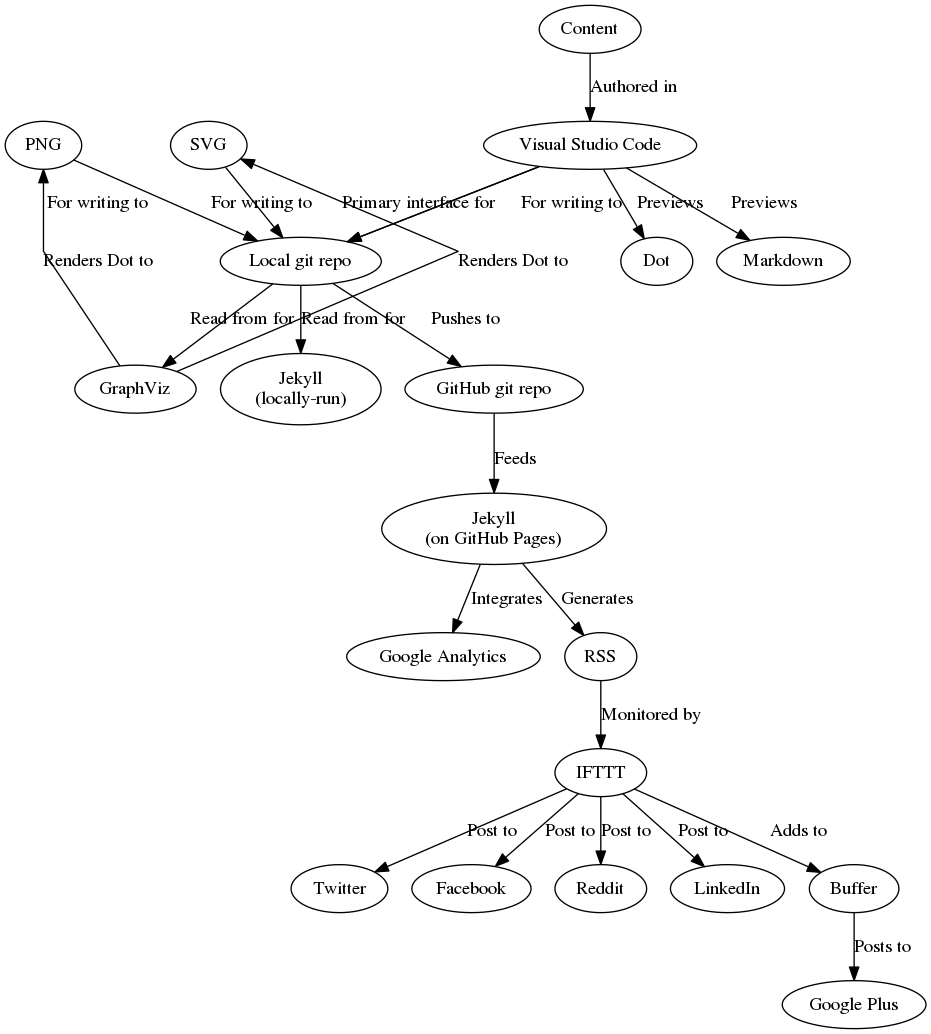 Content
Authored in
PNG
SVG
Visual Studio Code
For writing to
For writing to
Primary interface for
For writing to
Previews
Previews
Renders Dot to
Local git repo
Renders Dot to
Dot
Markdown
Read from for
Read from for
Pushes to
GraphViz
Jekyll
(locally-run)
GitHub git repo
Feeds
Jekyll
(on GitHub Pages)
Integrates
Generates
Google Analytics
RSS
Monitored by
IFTTT
Post to
Post to
Post to
Post to
Adds to
Twitter
Facebook
Reddit
LinkedIn
Buffer
Posts to
Google Plus